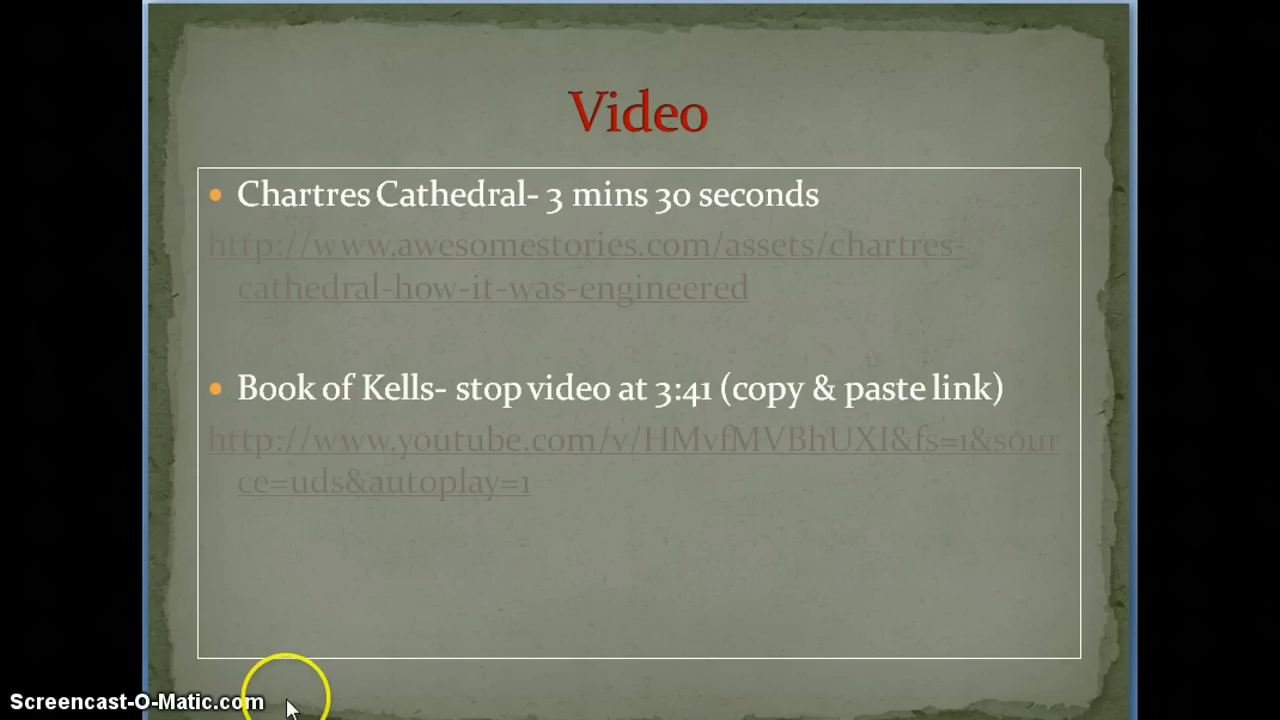 Video
Chartres Cathedral- 3 mins 30 seconds
http://www.awesomestories.com/assets/chartres-
cathedral-how-it-was-engineered
Book of Kells- stop video at 3:41 (copy & paste link)
http://www.youtube.com/v/HMvfMVBhUXI&fs=1&sour
ce=uds&autoplay=1
Screencast-O-Matic.com